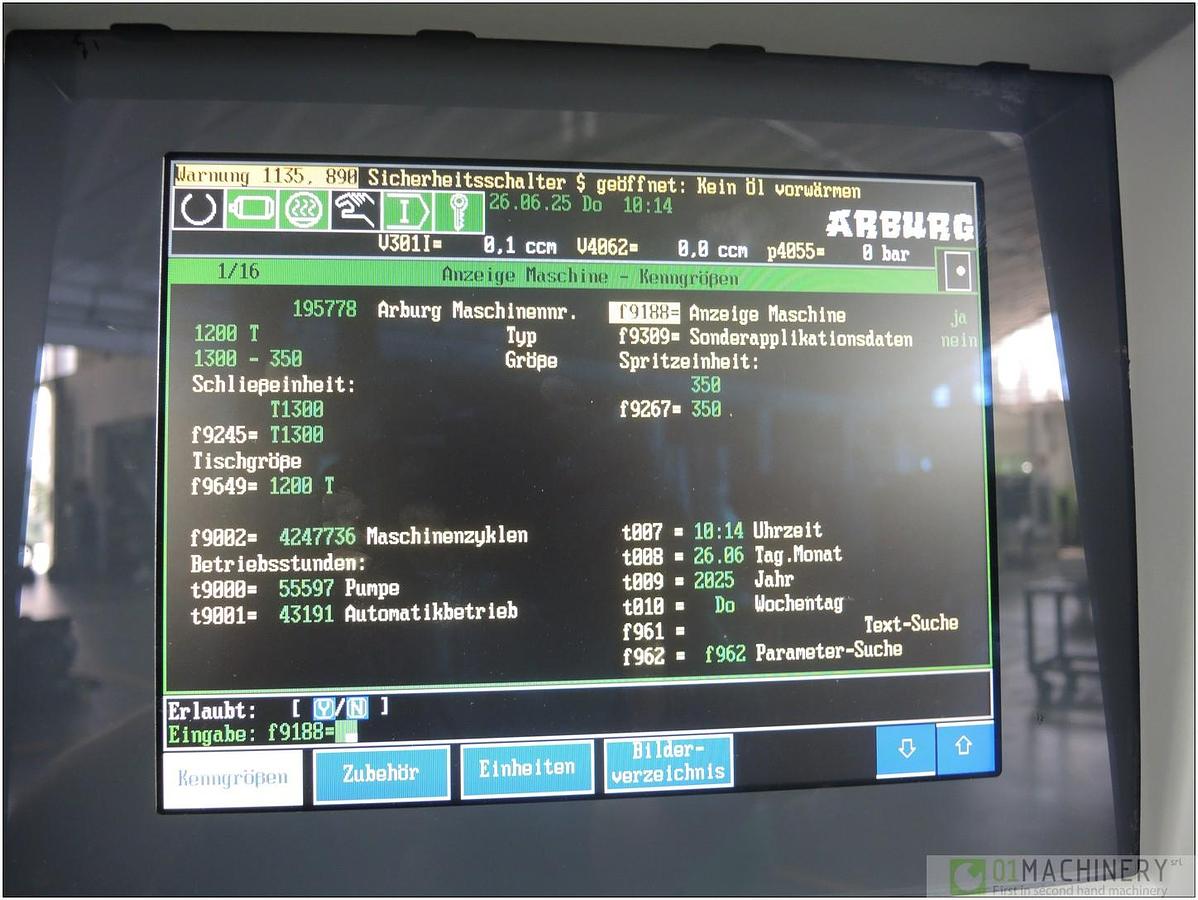 Warnung 1135, 890 Sicherheitsschalter $ geöffnet: Kein Öl vorwärmen
26.06.25 Do 10:14
ARBURG
V301I= 0,1 ccm V4062= 0,0 ccm p4055= 0 bar
1/16 Anzeige Maschine - Kenngrößen
195778 Arburg Maschinennr.
1200 T Typ
1300 - 350 Größe
Schließeinheit:
T1300
f9245= T1300
Tischgröße
f9649= 1200 T
f9188= Anzeige Maschine ja
f9309= Sonderapplikationsdaten nein
Spritzeinheit:
350
f9267= 350
f9002= 4247736 Maschinenzyklen
Betriebsstunden:
t9000= 55597 Pumpe
t9001= 43191 Automatikbetrieb
t007 = 10:14 Uhrzeit
t008 = 26.06 Tag.Monat
t009 = 2025 Jahr
t010 = Do Wochentag
f961 = Text-Suche
f962 = f962 Parameter-Suche
Erlaubt: [ Y/N ]
Eingabe: f9188=
Kenngrößen
Zubehör
Einheiten
Bilder-
verzeichnis
01MACHINERY srl
First in second hand machinery